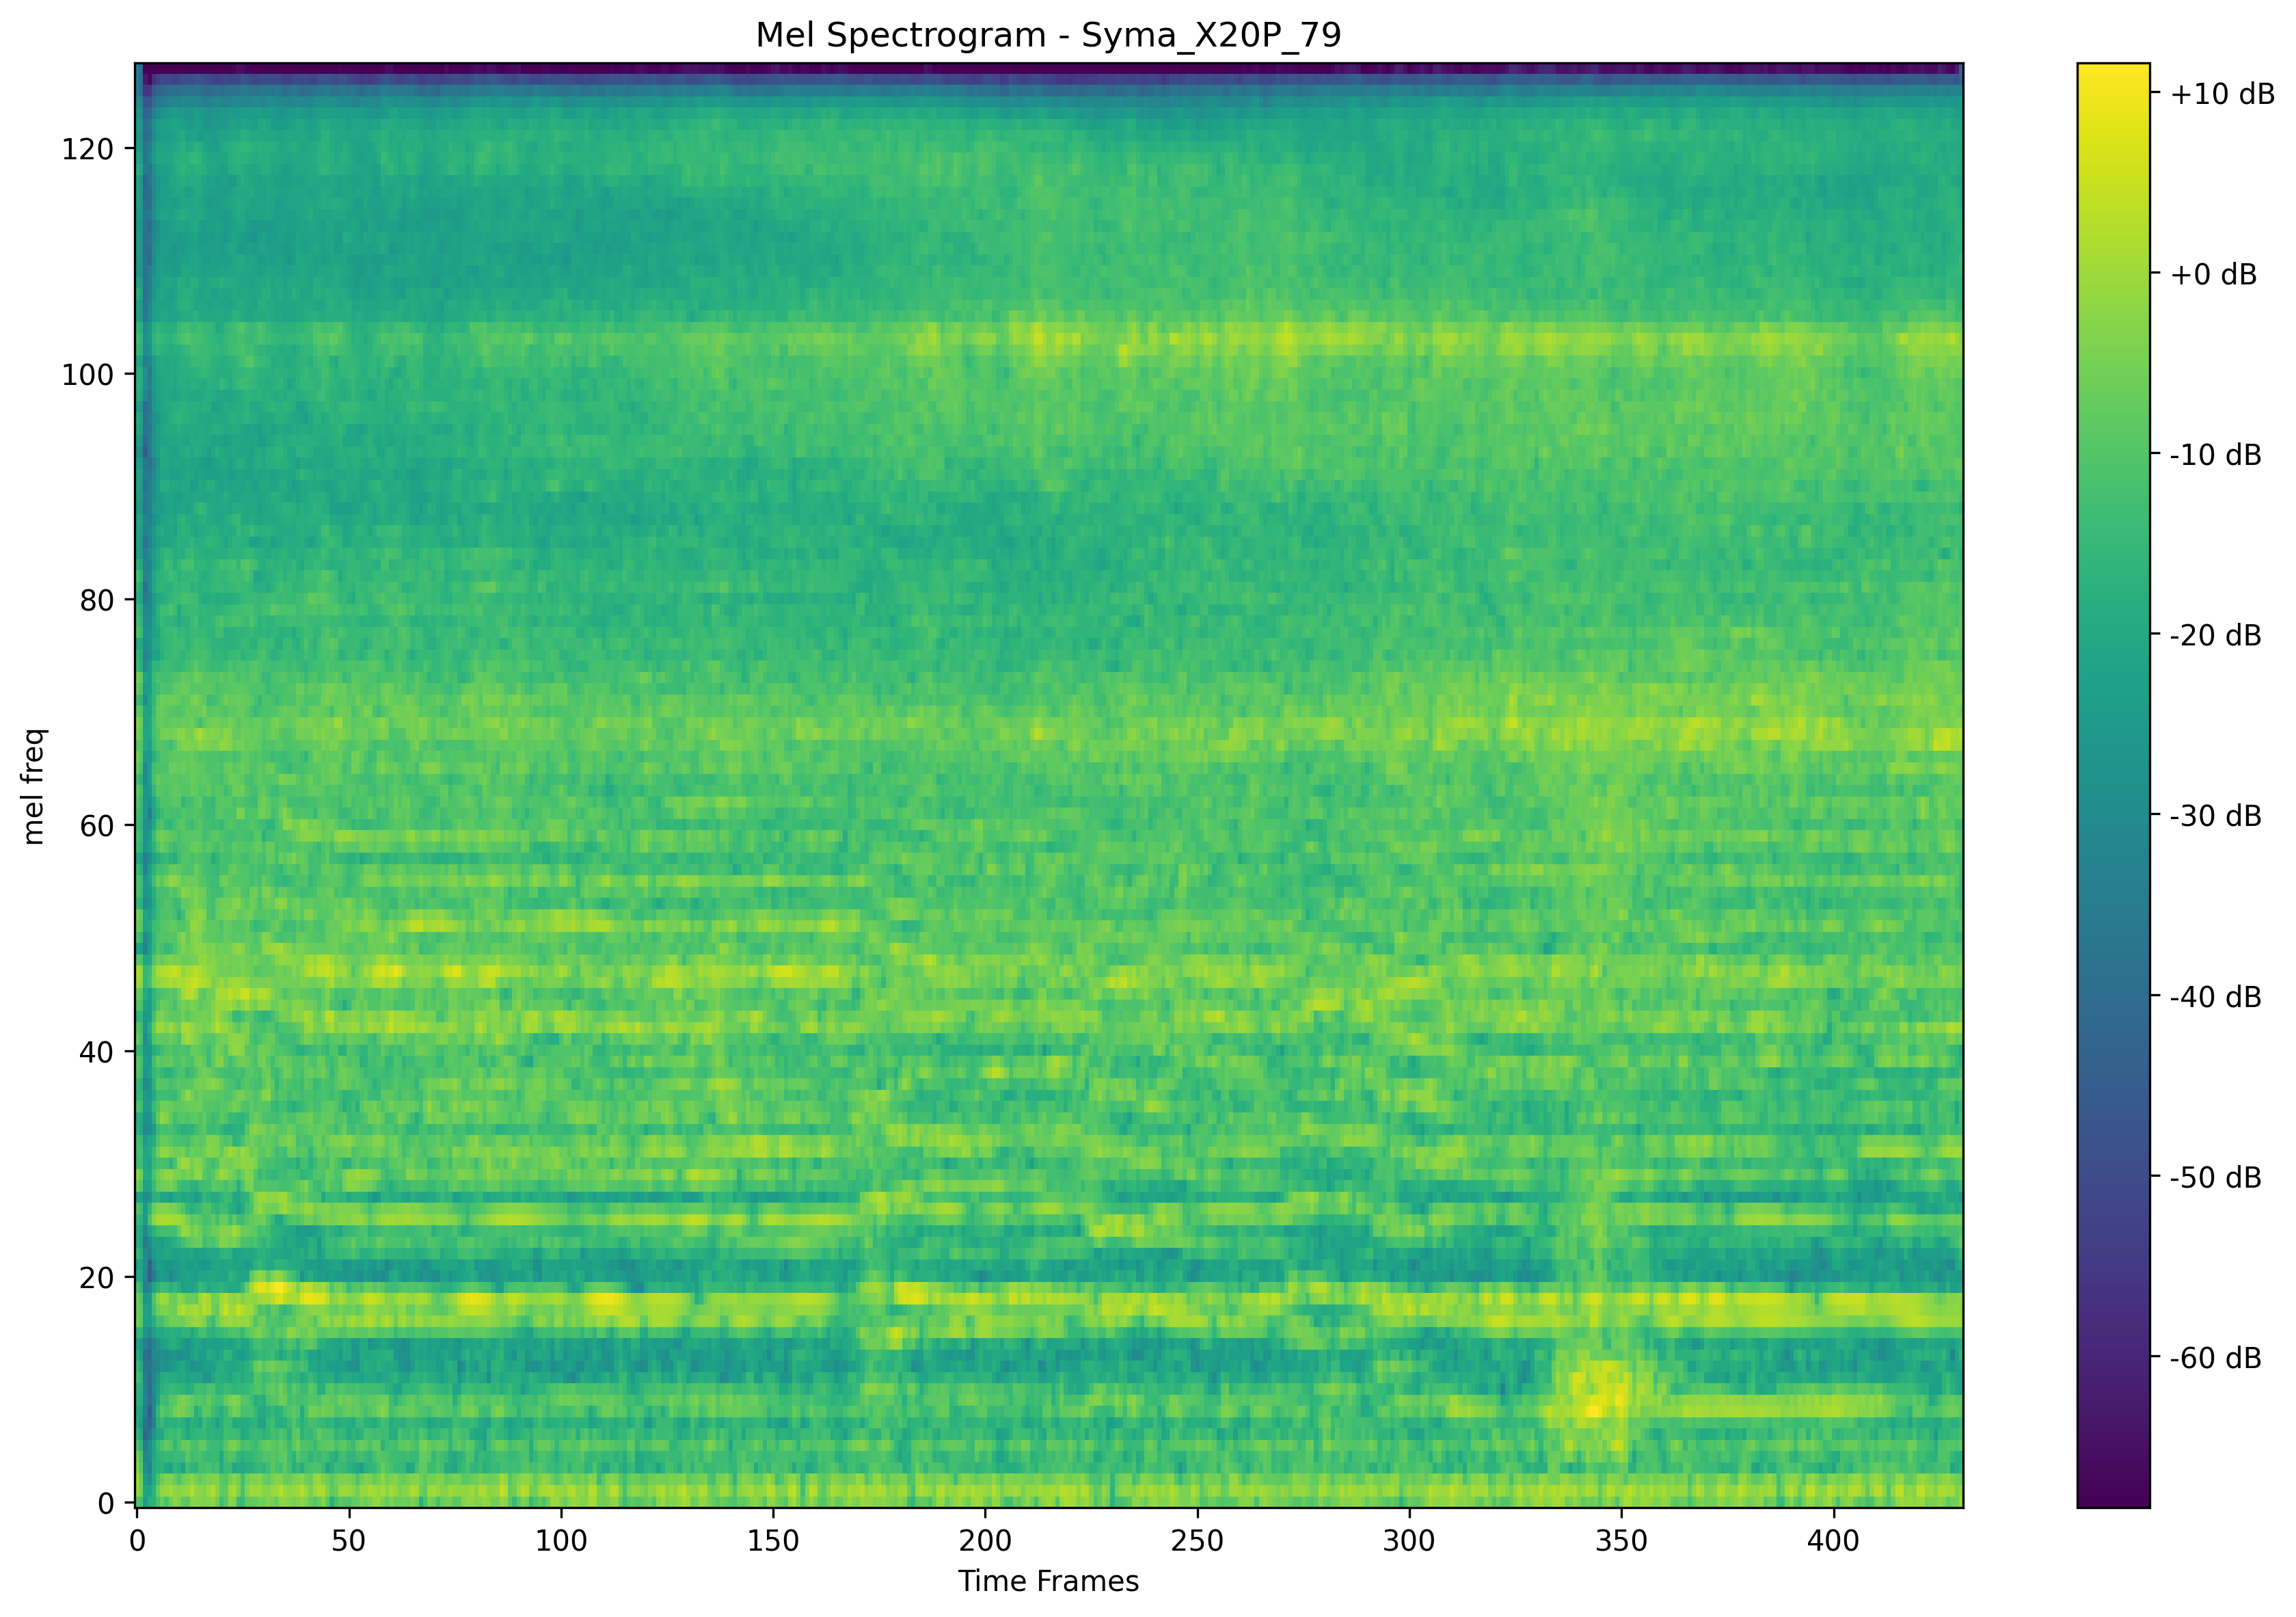 Mel Spectrogram - Syma_X20P_79
mel freq
120
100
80
60
40
20
0
0 50 100 150 200 250 300 350 400
Time Frames
+10 dB
+0 dB
-10 dB
-20 dB
-30 dB
-40 dB
-50 dB
-60 dB